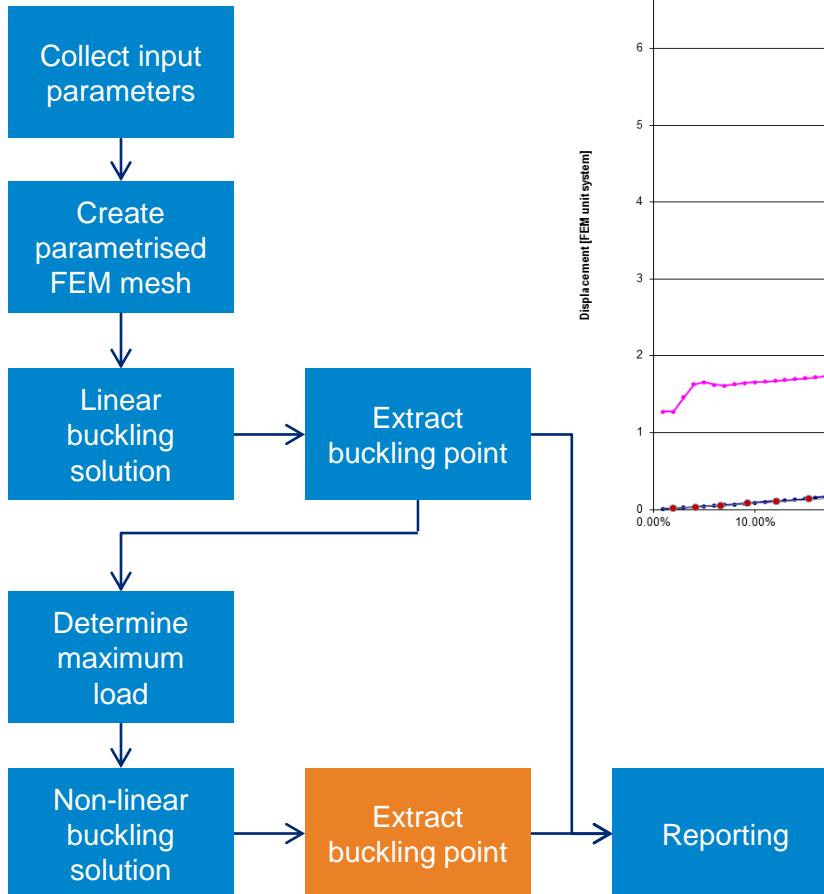 Collect input
parameters
Create
parametrised
FEM mesh
Linear
buckling
solution
Extract
buckling point
Determine
maximum
load
Non-linear
buckling
solution
Extract
buckling point
Reporting
Displacement [FEM unit system]
6
5
4
3
2
1
0
0.00%
10.00%